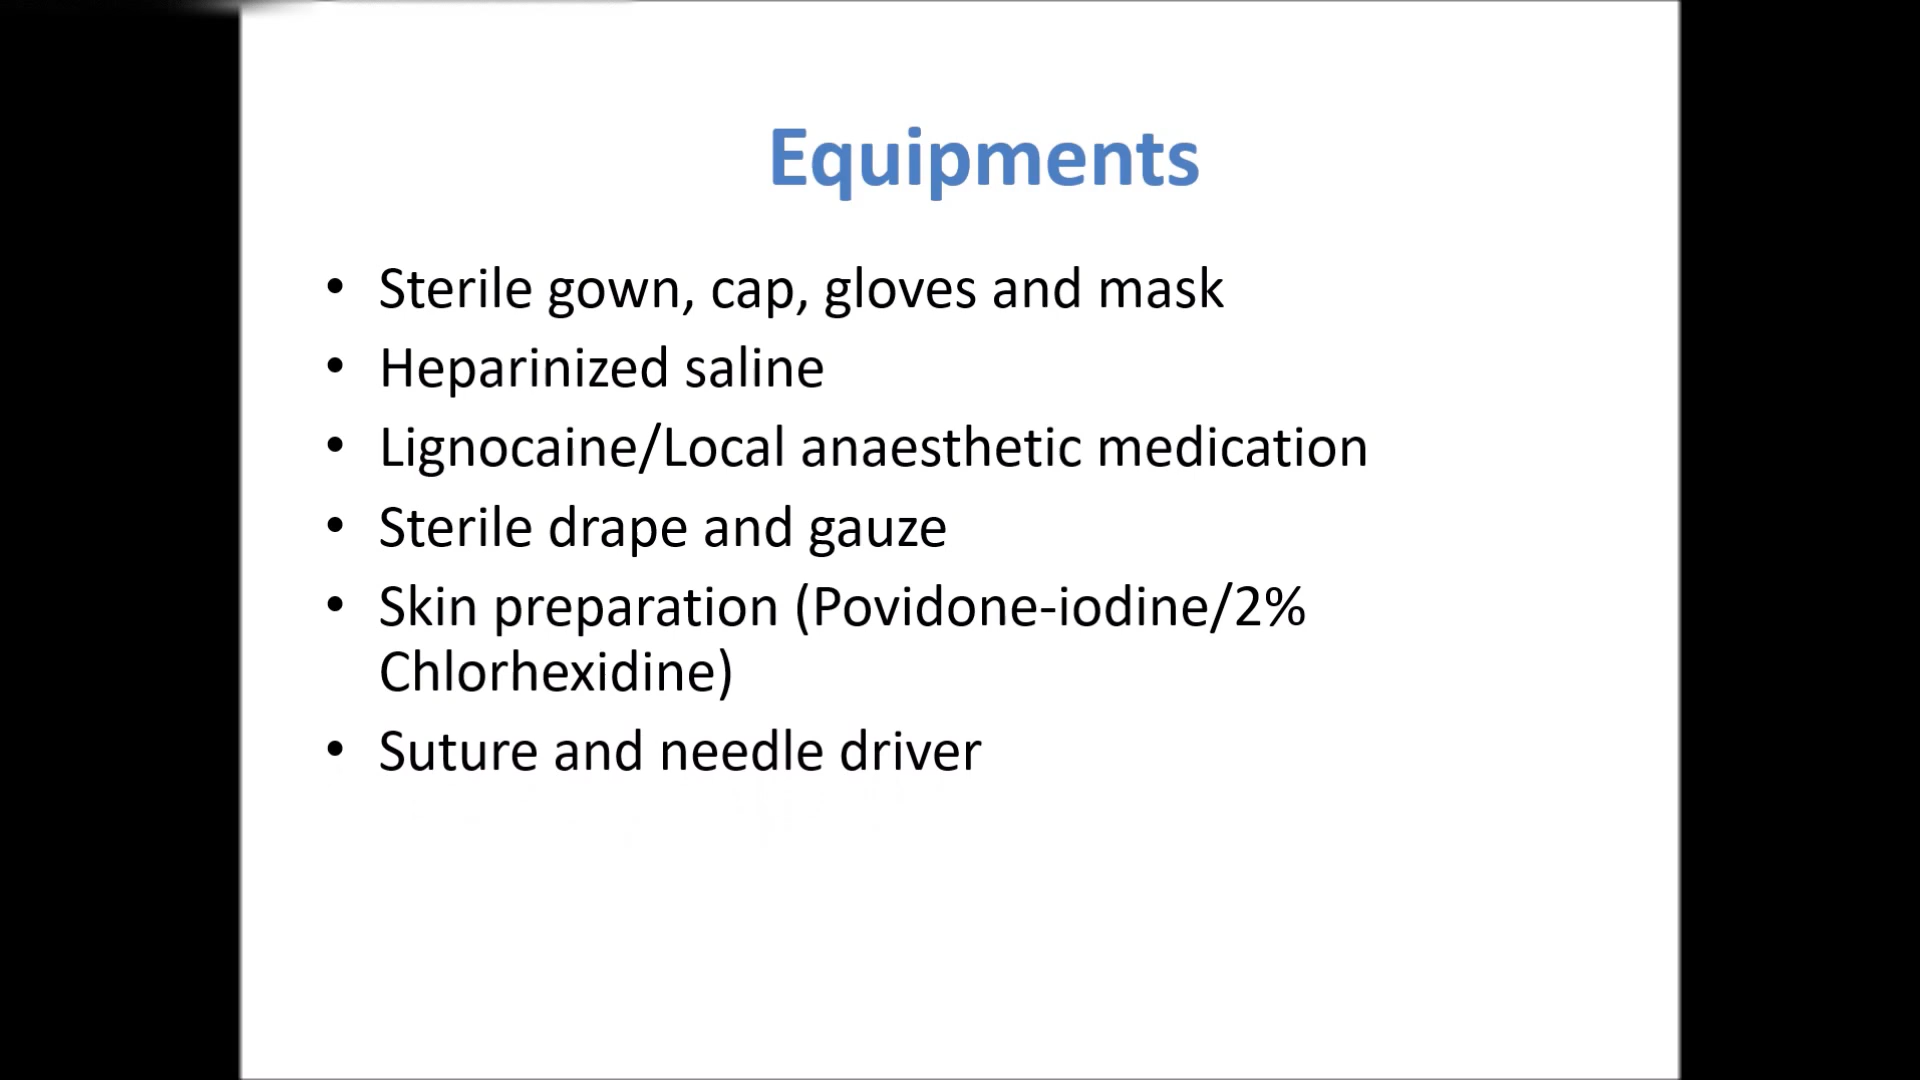 Equipments
• Sterile gown, cap, gloves and mask
• Heparinized saline
• Lignocaine/Local anaesthetic medication
• Sterile drape and gauze
• Skin preparation (Povidone-iodine/2%
Chlorhexidine)
• Suture and needle driver